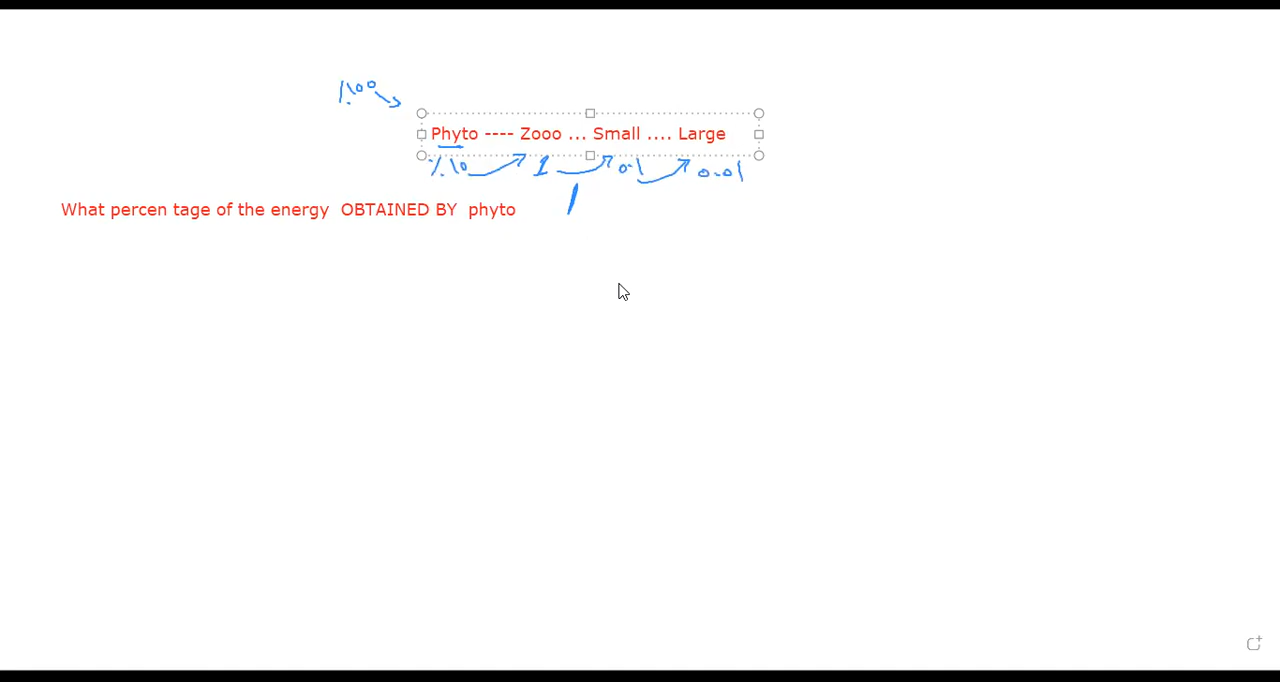 %100
Phyto ---- Zooo ... Small .... Large
%10 1 0.1 0.01
What percen tage of the energy OBTAINED BY phyto